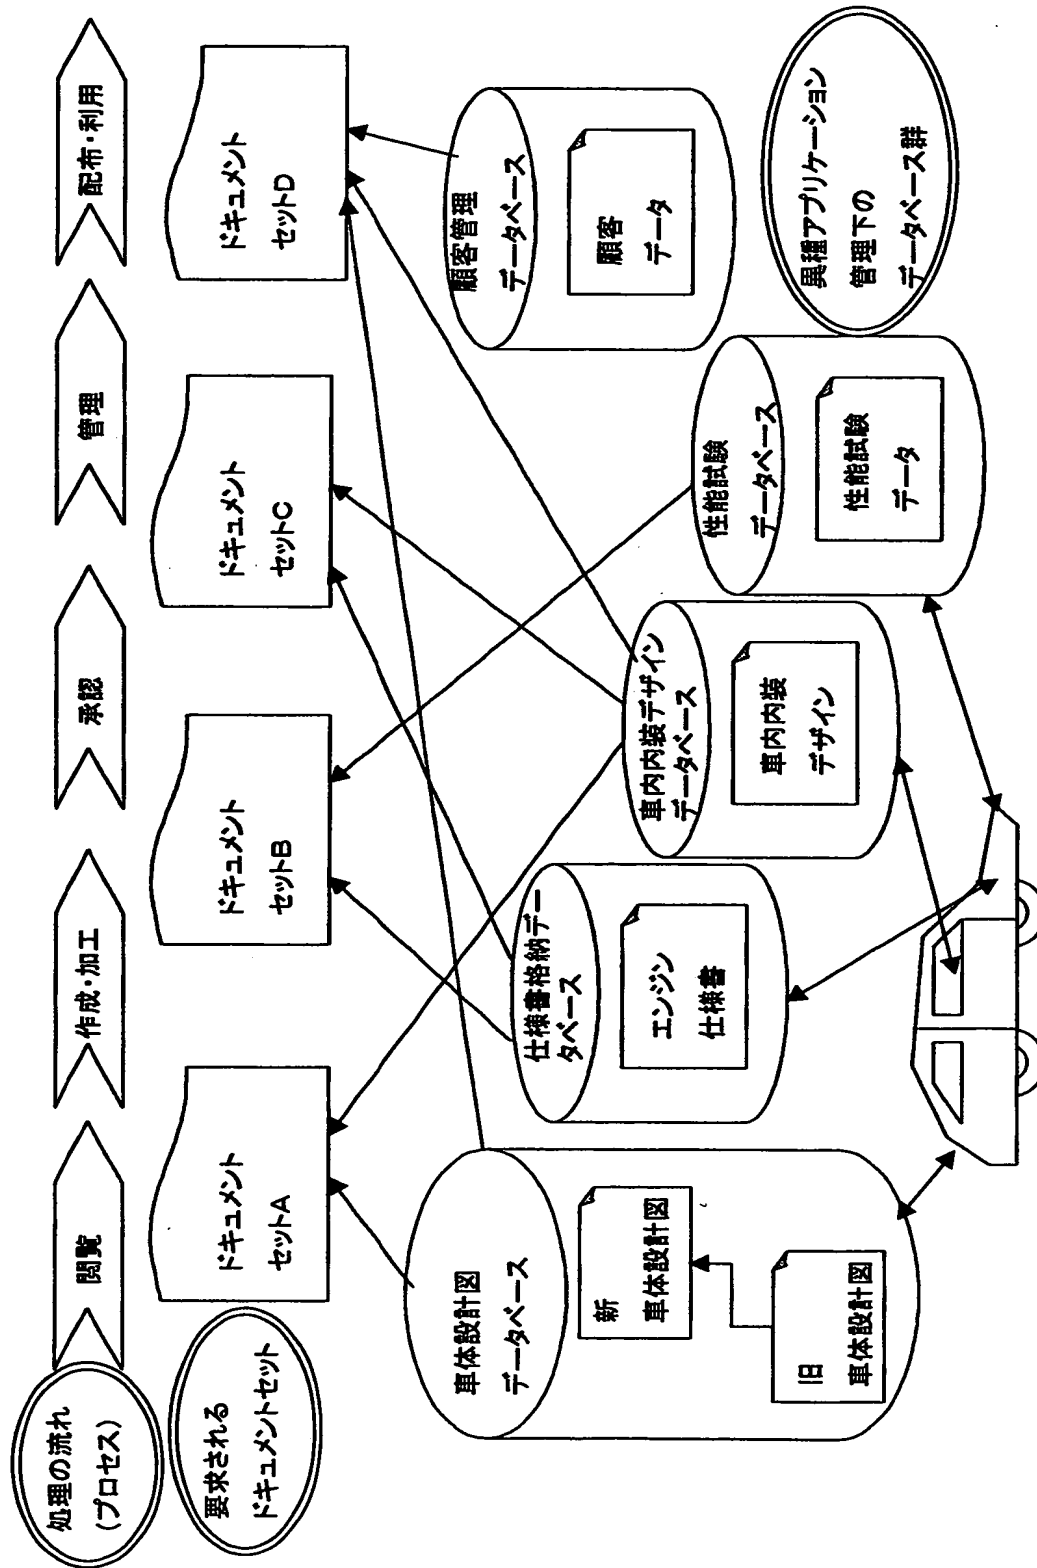 処理の流れ
(プロセス)
閲覧
作成・加工
承認
管理
配布・利用
要求される
ドキュメントセット
ドキュメント
セットA
ドキュメント
セットB
ドキュメント
セットC
ドキュメント
セットD
車体設計図
データベース
新
車体設計図
旧
車体設計図
仕様書格納デー
タベース
エンジン
仕様書
車内内装デザイン
データベース
車内内装
デザイン
性能試験
データベース
性能試験
データ
顧客管理
データベース
顧客
データ
異種アプリケーション
管理下の
データベース群